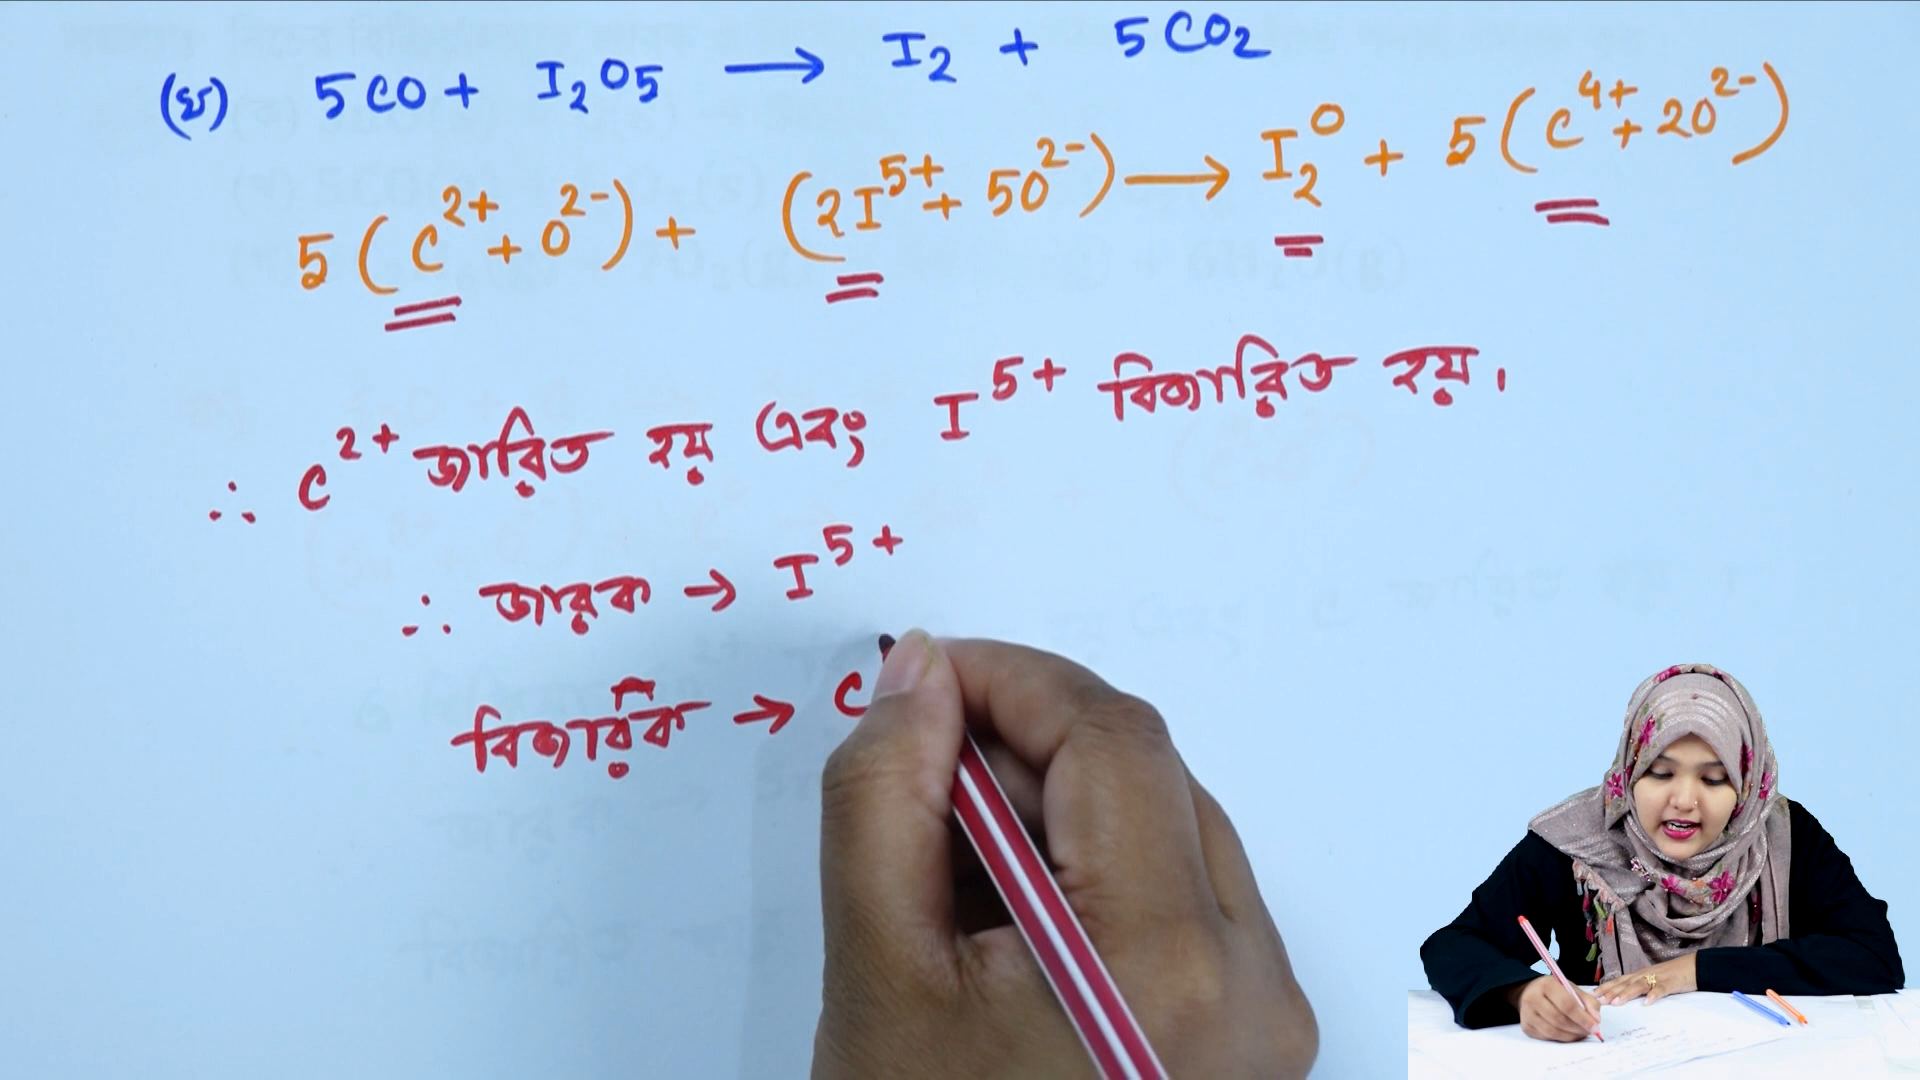 (ঘ) 5CO + I₂O₅ → I₂ + 5CO₂
5(C²⁺ + O²⁻) + (2I⁵⁺ + 5O²⁻) → I₂⁰ + 5(C⁴⁺ + 2O²⁻)
∴ C²⁺ জারিত হয় এবং I⁵⁺ বিজারিত হয়।
∴ জারক → I⁵⁺
বিজারক → C